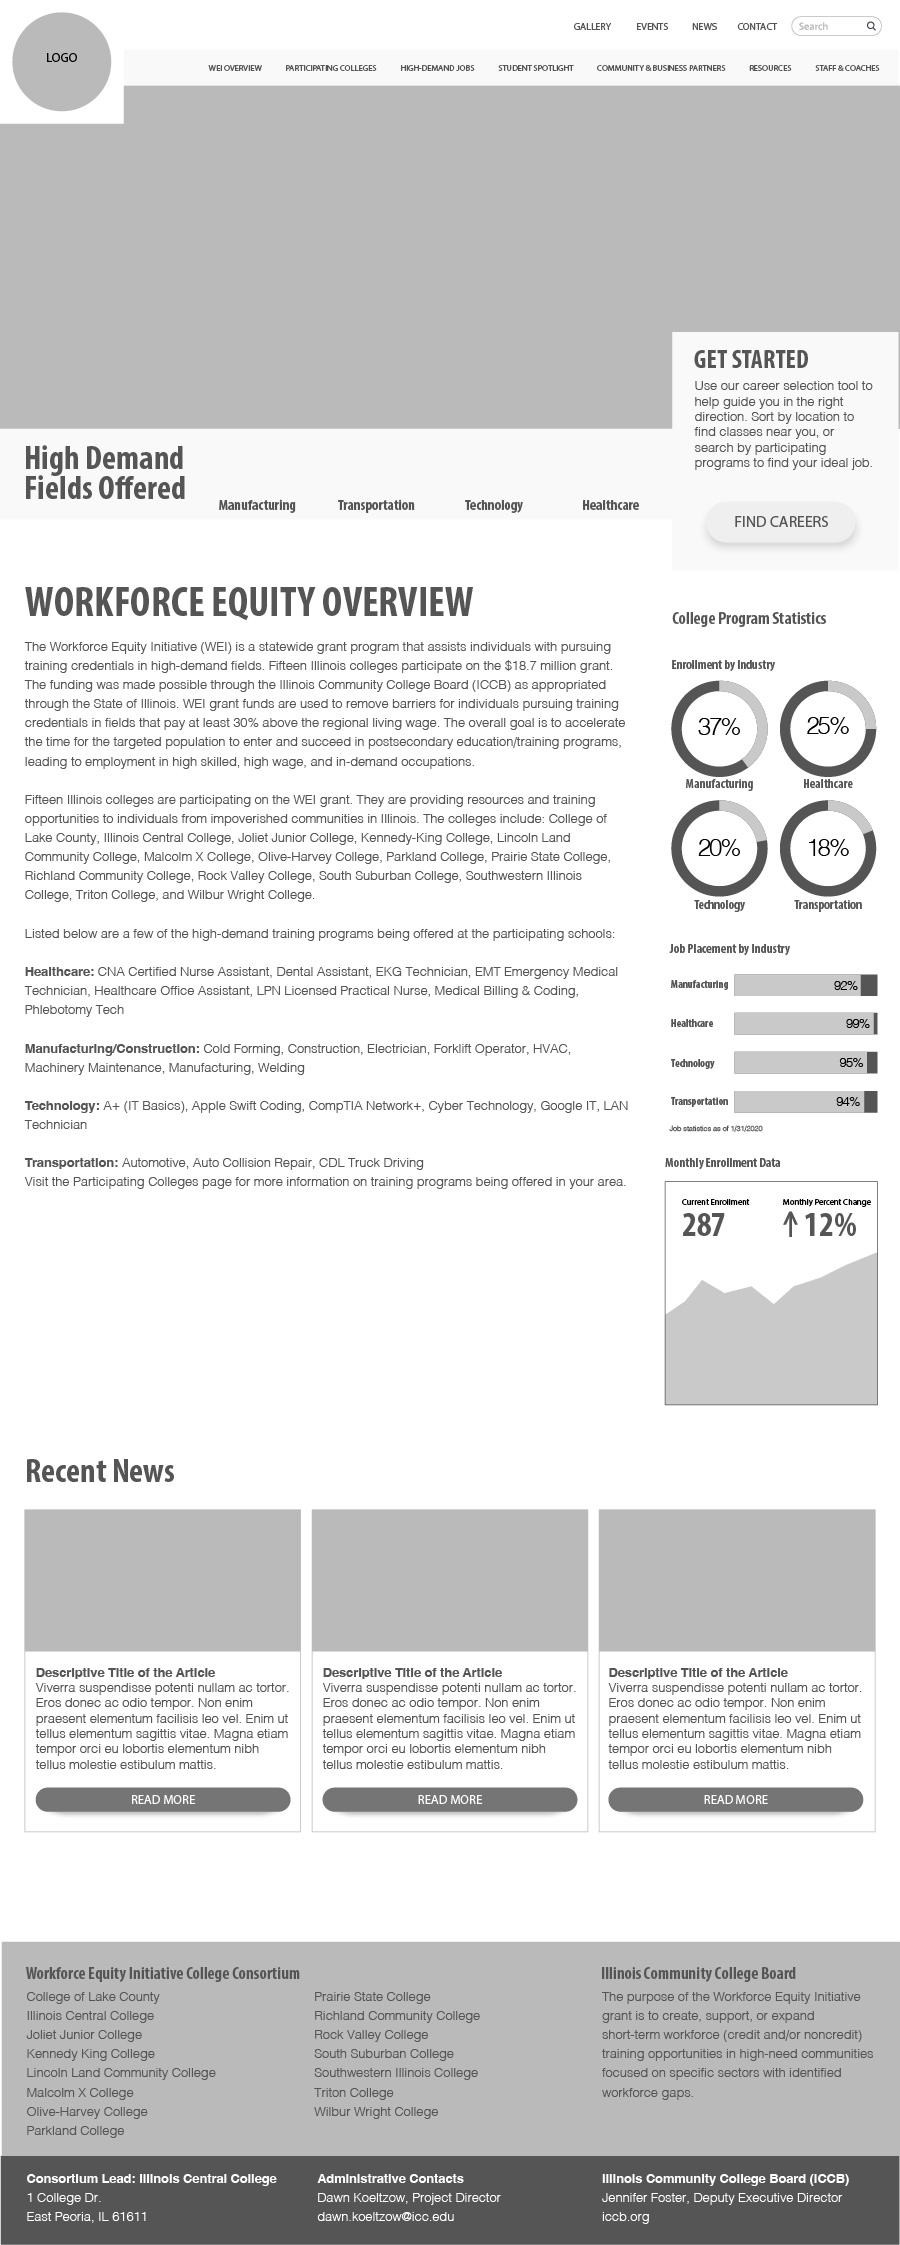 LOGO
GALLERY EVENTS NEWS CONTACT Search
WEI OVERVIEW PARTICIPATING COLLEGES HIGH-DEMAND JOBS STUDENT SPOTLIGHT COMMUNITY & BUSINESS PARTNERS RESOURCES STAFF & COACHES
GET STARTED
Use our career selection tool to
help guide you in the right
direction. Sort by location to
find classes near you, or
search by participating
programs to find your ideal job.
FIND CAREERS
High Demand
Fields Offered
Manufacturing Transportation Technology Healthcare
WORKFORCE EQUITY OVERVIEW
The Workforce Equity Initiative (WEI) is a statewide grant program that assists individuals with pursuing
training credentials in high-demand fields. Fifteen Illinois colleges participate on the $18.7 million grant.
The funding was made possible through the Illinois Community College Board (ICCB) as appropriated
through the State of Illinois. WEI grant funds are used to remove barriers for individuals pursuing training
credentials in fields that pay at least 30% above the regional living wage. The overall goal is to accelerate
the time for the targeted population to enter and succeed in postsecondary education/training programs,
leading to employment in high skilled, high wage, and in-demand occupations.
Fifteen Illinois colleges are participating on the WEI grant. They are providing resources and training
opportunities to individuals from impoverished communities in Illinois. The colleges include: College of
Lake County, Illinois Central College, Joliet Junior College, Kennedy-King College, Lincoln Land
Community College, Malcolm X College, Olive-Harvey College, Parkland College, Prairie State College,
Richland Community College, Rock Valley College, South Suburban College, Southwestern Illinois
College, Triton College, and Wilbur Wright College.
Listed below are a few of the high-demand training programs being offered at the participating schools:
Healthcare: CNA Certified Nurse Assistant, Dental Assistant, EKG Technician, EMT Emergency Medical
Technician, Healthcare Office Assistant, LPN Licensed Practical Nurse, Medical Billing & Coding,
Phlebotomy Tech
Manufacturing/Construction: Cold Forming, Construction, Electrician, Forklift Operator, HVAC,
Machinery Maintenance, Manufacturing, Welding
Technology: A+ (IT Basics), Apple Swift Coding, CompTIA Network+, Cyber Technology, Google IT, LAN
Technician
Transportation: Automotive, Auto Collision Repair, CDL Truck Driving
Visit the Participating Colleges page for more information on training programs being offered in your area.
College Program Statistics
Enrollment by Industry
37% 25%
Manufacturing Healthcare
20% 18%
Technology Transportation
Job Placement by Industry
Manufacturing 92%
Healthcare 99%
Technology 95%
Transportation 94%
Job statistics as of 1/31/2020
Monthly Enrollment Data
Current Enrollment Monthly Percent Change
287 ↑ 12%
Recent News
Descriptive Title of the Article
Viverra suspendisse potenti nullam ac tortor.
Eros donec ac odio tempor. Non enim
praesent elementum facilisis leo vel. Enim ut
tellus elementum sagittis vitae. Magna etiam
tempor orci eu lobortis elementum nibh
tellus molestie estibulum mattis.
READ MORE
Descriptive Title of the Article
Viverra suspendisse potenti nullam ac tortor.
Eros donec ac odio tempor. Non enim
praesent elementum facilisis leo vel. Enim ut
tellus elementum sagittis vitae. Magna etiam
tempor orci eu lobortis elementum nibh
tellus molestie estibulum mattis.
READ MORE
Descriptive Title of the Article
Viverra suspendisse potenti nullam ac tortor.
Eros donec ac odio tempor. Non enim
praesent elementum facilisis leo vel. Enim ut
tellus elementum sagittis vitae. Magna etiam
tempor orci eu lobortis elementum nibh
tellus molestie estibulum mattis.
READ MORE
Workforce Equity Initiative College Consortium
College of Lake County
Illinois Central College
Joliet Junior College
Kennedy King College
Lincoln Land Community College
Malcolm X College
Olive-Harvey College
Parkland College
Prairie State College
Richland Community College
Rock Valley College
South Suburban College
Southwestern Illinois College
Triton College
Wilbur Wright College
Illinois Community College Board
The purpose of the Workforce Equity Initiative
grant is to create, support, or expand
short-term workforce (credit and/or noncredit)
training opportunities in high-need communities
focused on specific sectors with identified
workforce gaps.
Consortium Lead: Illinois Central College
1 College Dr.
East Peoria, IL 61611
Administrative Contacts
Dawn Koeltzow, Project Director
dawn.koeltzow@icc.edu
Illinois Community College Board (ICCB)
Jennifer Foster, Deputy Executive Director
iccb.org